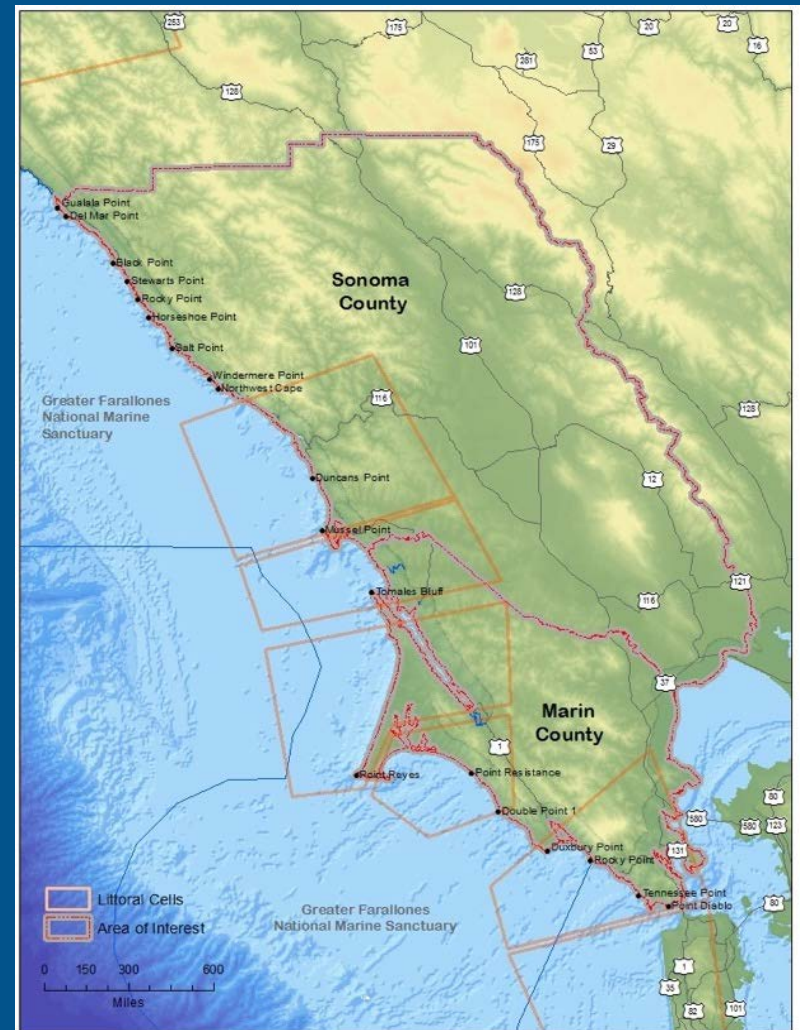 253
175
20
20
53
16
281
128
175
29
Gualala Point
Del Mar Point
Black Point
Stewarts Point
Rocky Point
Horseshoe Point
Salt Point
Windermere Point
Northwest Cape
Sonoma
County
128
101
116
128
Greater Farallones
National Marine
Sanctuary
12
Duncans Point
Mussel Point
121
Tomales Bluff
116
37
Marin
County
1
Point Reyes
Point Resistance
80
Double Point 1
580
580
123
Duxbury Point
131
Rocky Point
Tennessee Point
Point Diablo
80
Littoral Cells
Area of Interest
Greater Farallones
National Marine Sanctuary
0 150 300 600
Miles
1
35
82
101